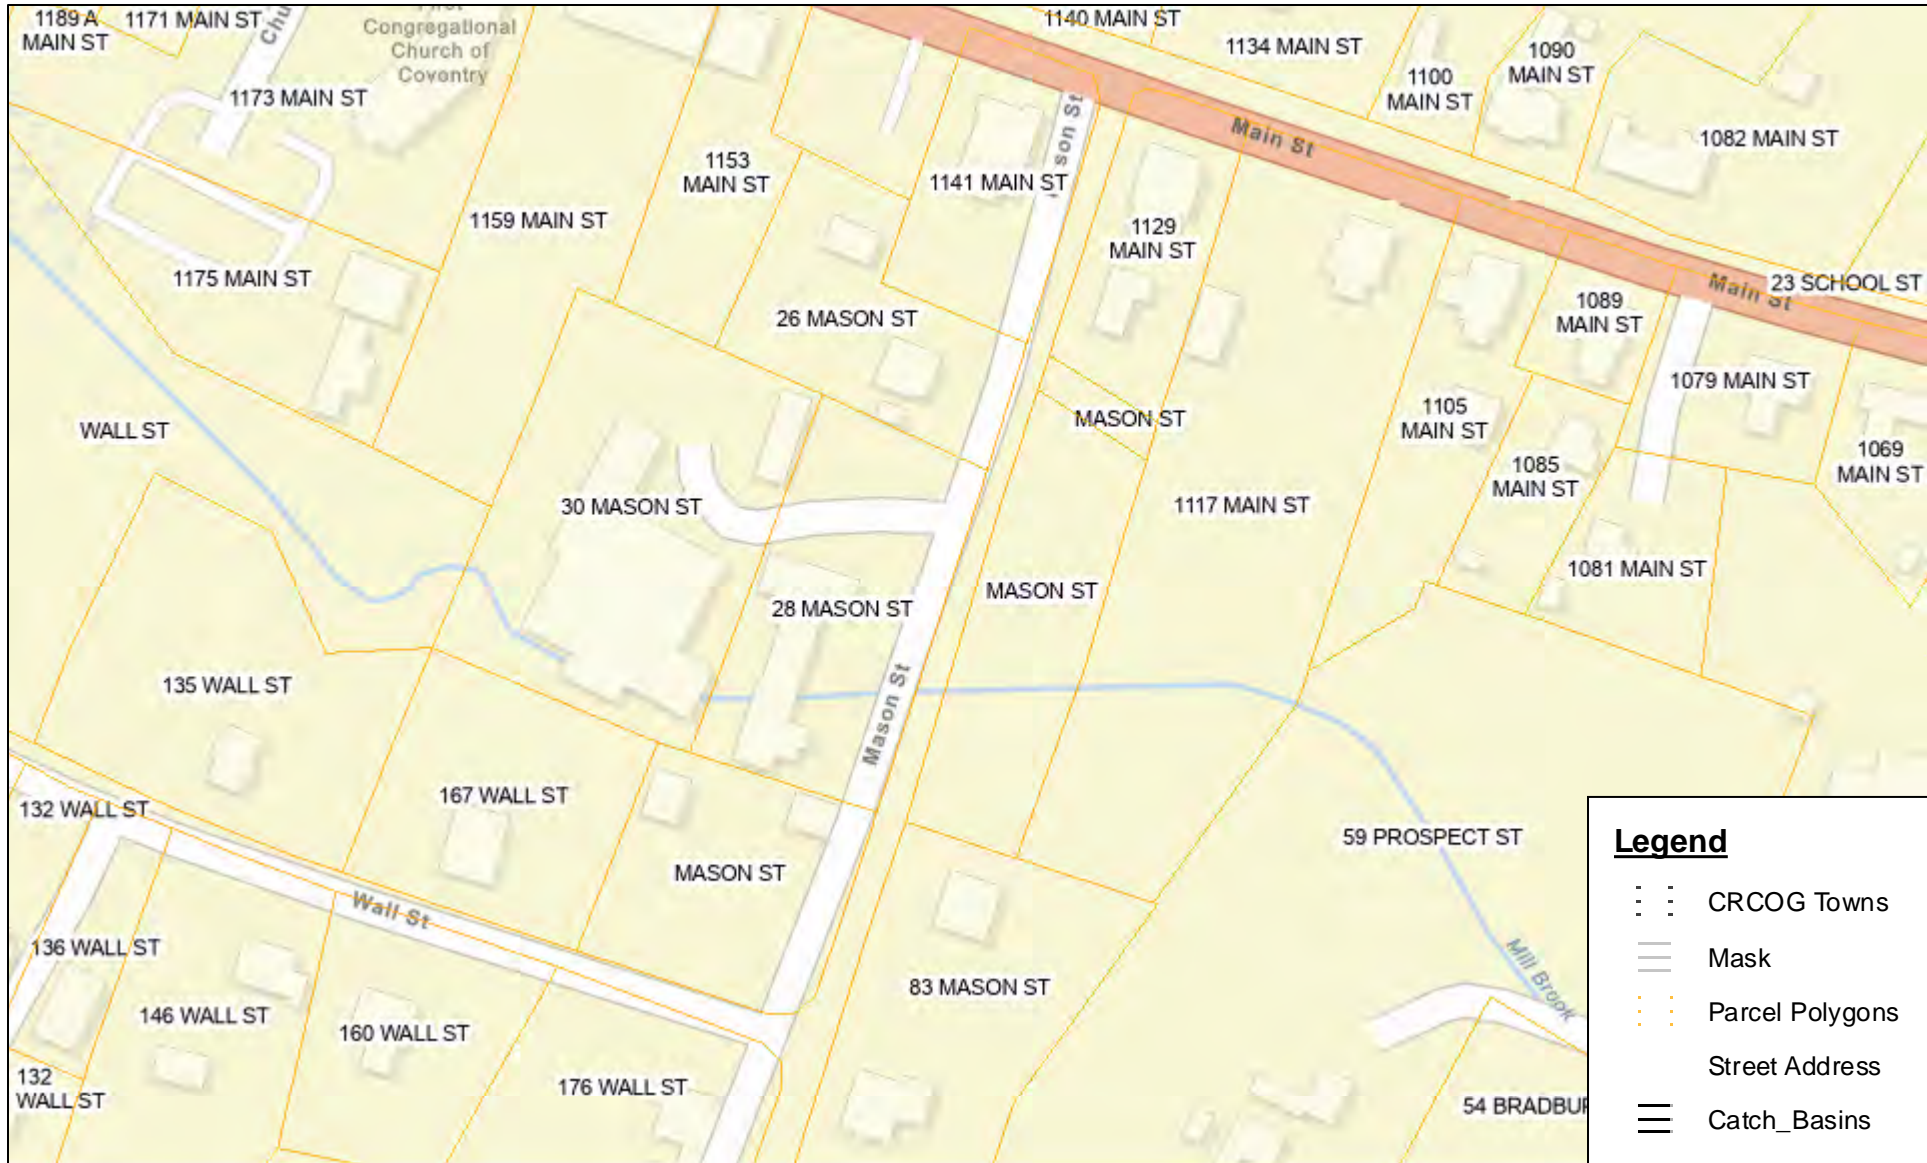 1189 A
MAIN ST
1171 MAIN ST
Congregational
Church of
Coventry
1173 MAIN ST
1140 MAIN ST
1134 MAIN ST
1090
MAIN ST
1100
MAIN ST
1082 MAIN ST
Main St
1153
MAIN ST
1141 MAIN ST
1159 MAIN ST
1129
MAIN ST
1175 MAIN ST
23 SCHOOL ST
Main St
1089
MAIN ST
26 MASON ST
1079 MAIN ST
WALL ST
MASON ST
1105
MAIN ST
1069
MAIN ST
1085
MAIN ST
30 MASON ST
1117 MAIN ST
1081 MAIN ST
28 MASON ST
MASON ST
135 WALL ST
Mason St
132 WALL ST
167 WALL ST
59 PROSPECT ST
MASON ST
Wall St
136 WALL ST
Mill Brook
146 WALL ST
160 WALL ST
83 MASON ST
132
WALL ST
176 WALL ST
54 BRADBUR
Legend
CRCOG Towns
Mask
Parcel Polygons
Street Address
Catch_Basins